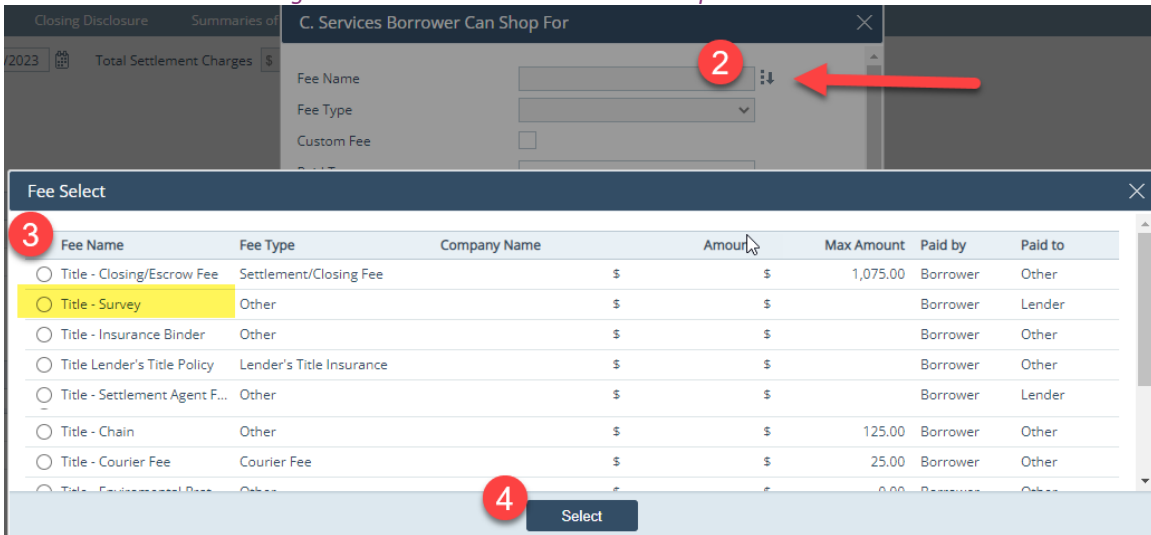 Closing Disclosure Summaries of C. Services Borrower Can Shop For
/2023 Total Settlement Charges $
Fee Name 2
Fee Type
Custom Fee
Fee Select
3 Fee Name Fee Type Company Name Amount Max Amount Paid by Paid to
Title - Closing/Escrow Fee Settlement/Closing Fee $ $ 1,075.00 Borrower Other
Title - Survey Other $ $ Borrower Lender
Title - Insurance Binder Other $ $ Borrower Other
Title Lender's Title Policy Lender's Title Insurance $ $ Borrower Other
Title - Settlement Agent F... Other $ $ Borrower Lender
Title - Chain Other $ $ 125.00 Borrower Other
Title - Courier Fee Courier Fee $ $ 25.00 Borrower Other
4 Select